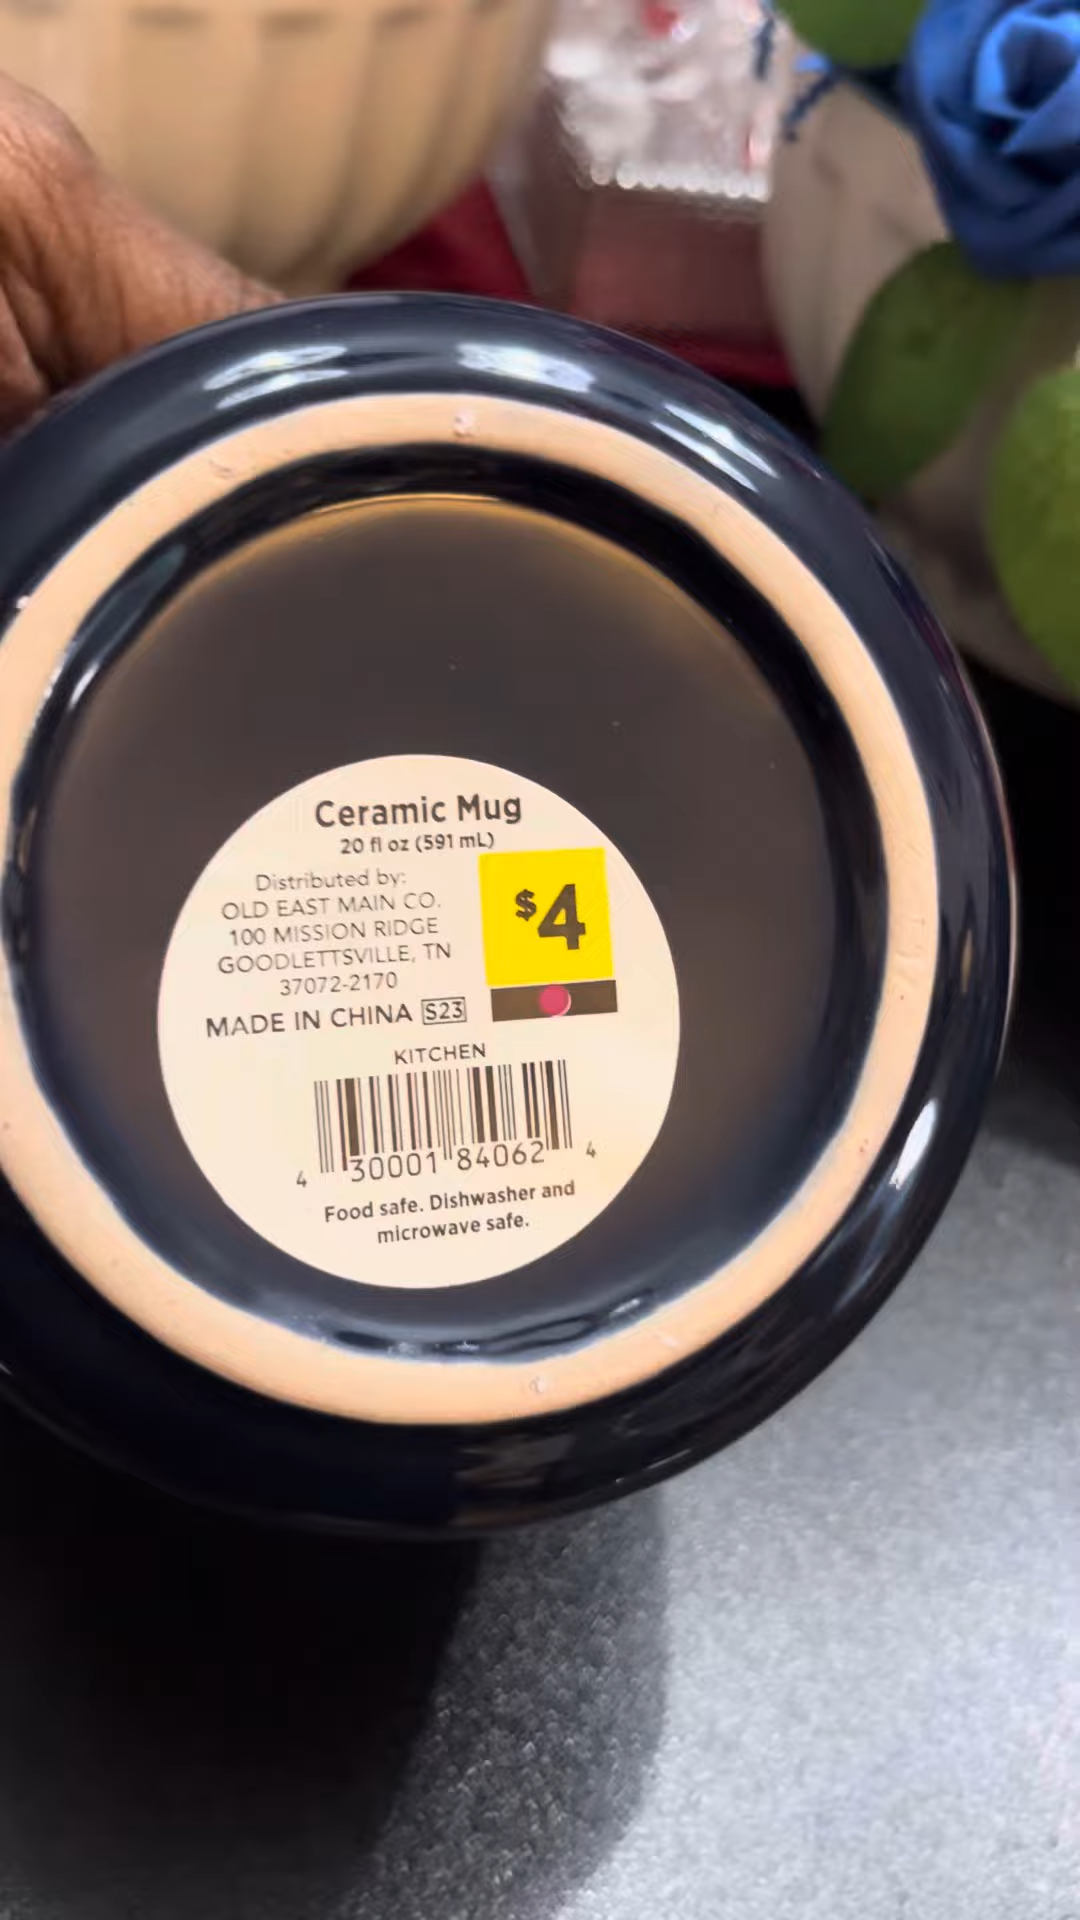 Ceramic Mug
20 fl oz (591 mL)
Distributed by:
OLD EAST MAIN CO.
100 MISSION RIDGE
GOODLETTSVILLE, TN
37072-2170
MADE IN CHINA S23
$4
KITCHEN
4 30001 84062 4
Food safe. Dishwasher and
microwave safe.